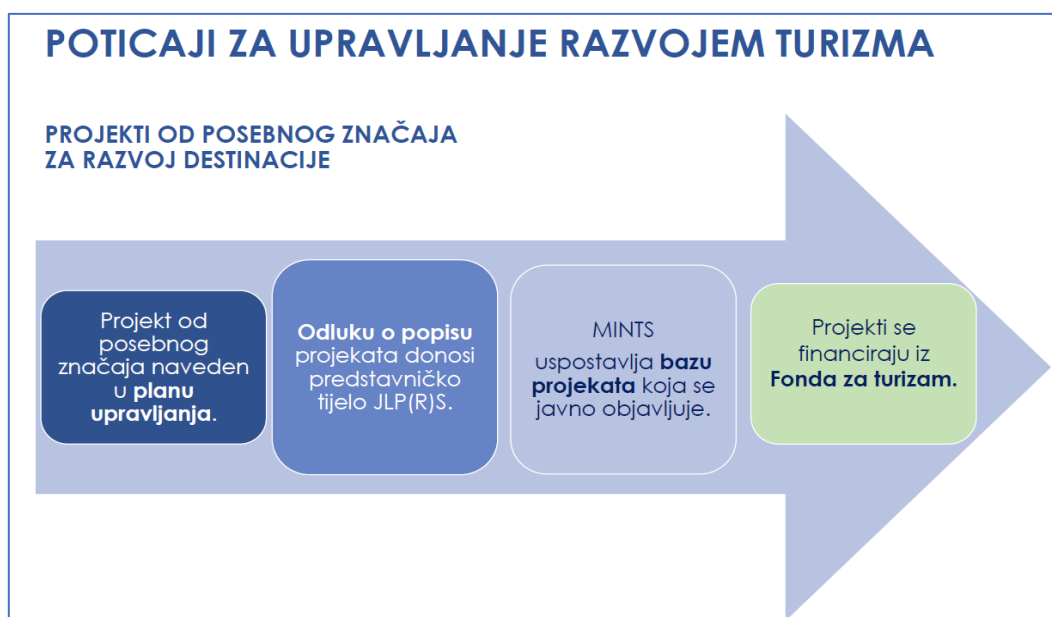 POTICAJI ZA UPRAVLJANJE RAZVOJEM TURIZMA
PROJEKTI OD POSEBNOG ZNAČAJA
ZA RAZVOJ DESTINACIJE
Projekt od
posebnog
značaja naveden
u planu
upravljanja.
Odluku o popisu
projekata donosi
predstavničko
tijelo JLP(R)S.
MINTS
uspostavlja bazu
projekata koja se
javno objavljuje.
Projekti se
financiraju iz
Fonda za turizam.